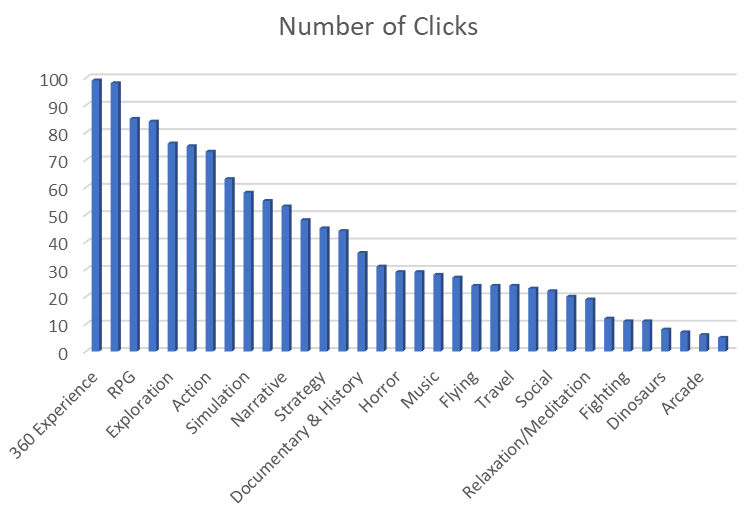 Number of Clicks
100
90
80
70
60
50
40
30
20
10
0
360 Experience
RPG
Exploration
Action
Simulation
Narrative
Strategy
Documentary & History
Horror
Music
Flying
Travel
Social
Relaxation/Meditation
Fighting
Dinosaurs
Arcade